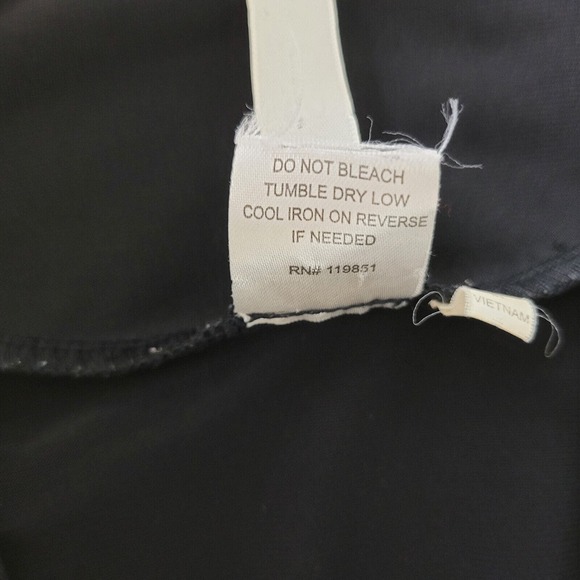 DO NOT BLEACH
TUMBLE DRY LOW
COOL IRON ON REVERSE
IF NEEDED
RN# 119851
VIETNAM